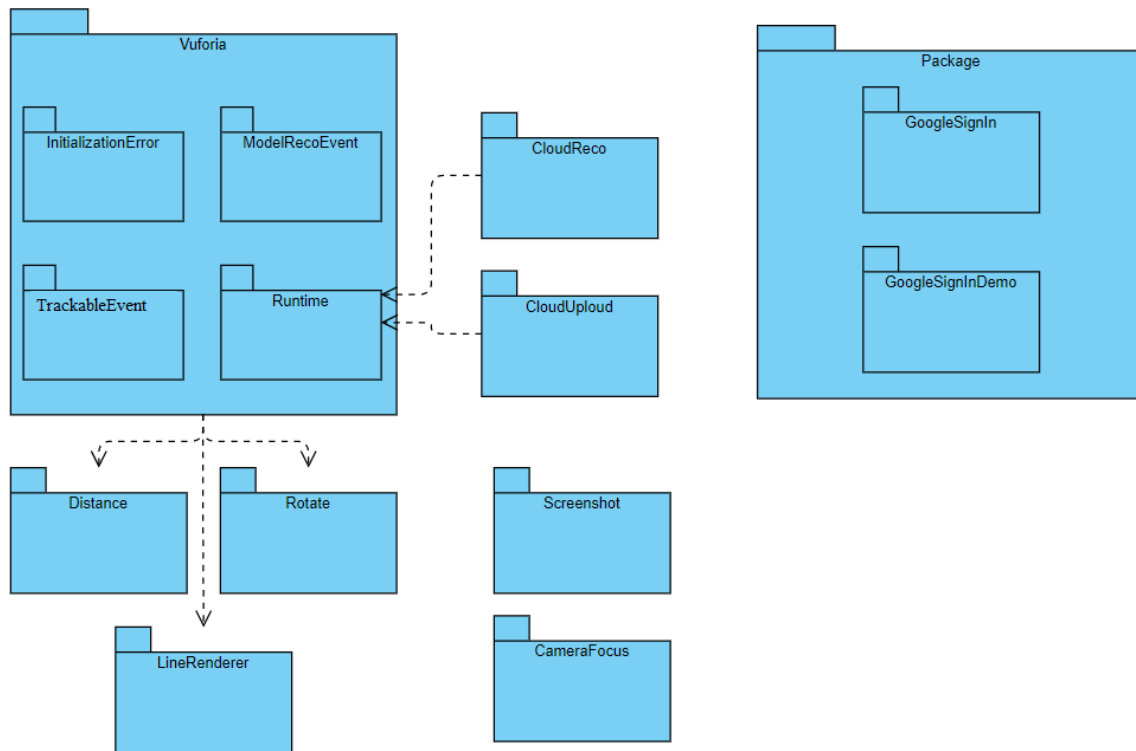 Vuforia
Package
InitializationError
ModelRecoEvent
CloudReco
GoogleSignIn
TrackableEvent
Runtime
CloudUploud
GoogleSignInDemo
Distance
Rotate
Screenshot
LineRenderer
CameraFocus